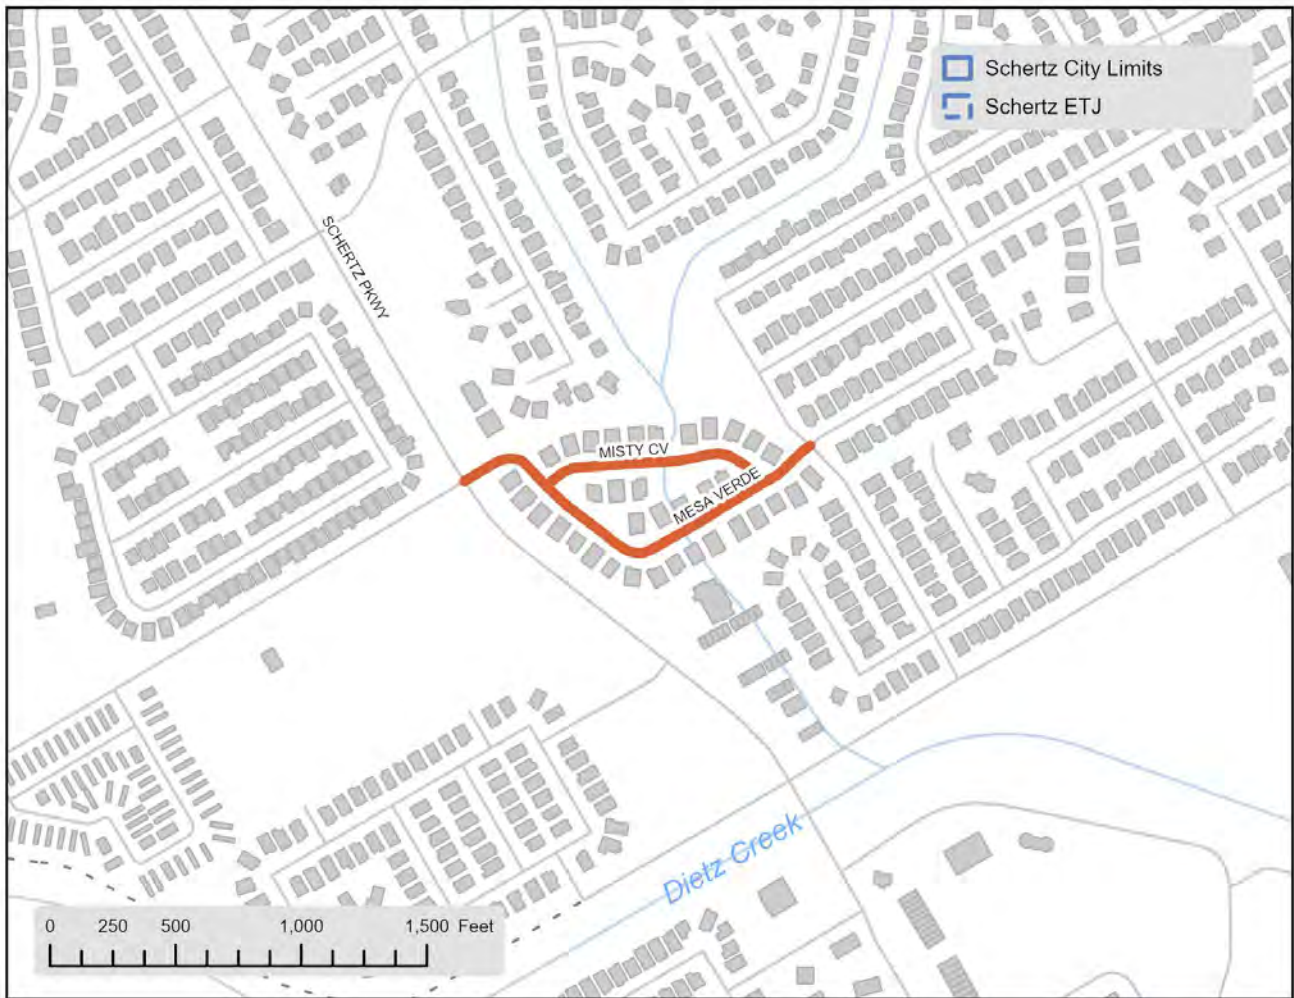 Schertz City Limits
Schertz ETJ
SCHERTZ PKWY
MISTY CV
MESA VERDE
Dietz Creek
0 250 500 1,000 1,500 Feet